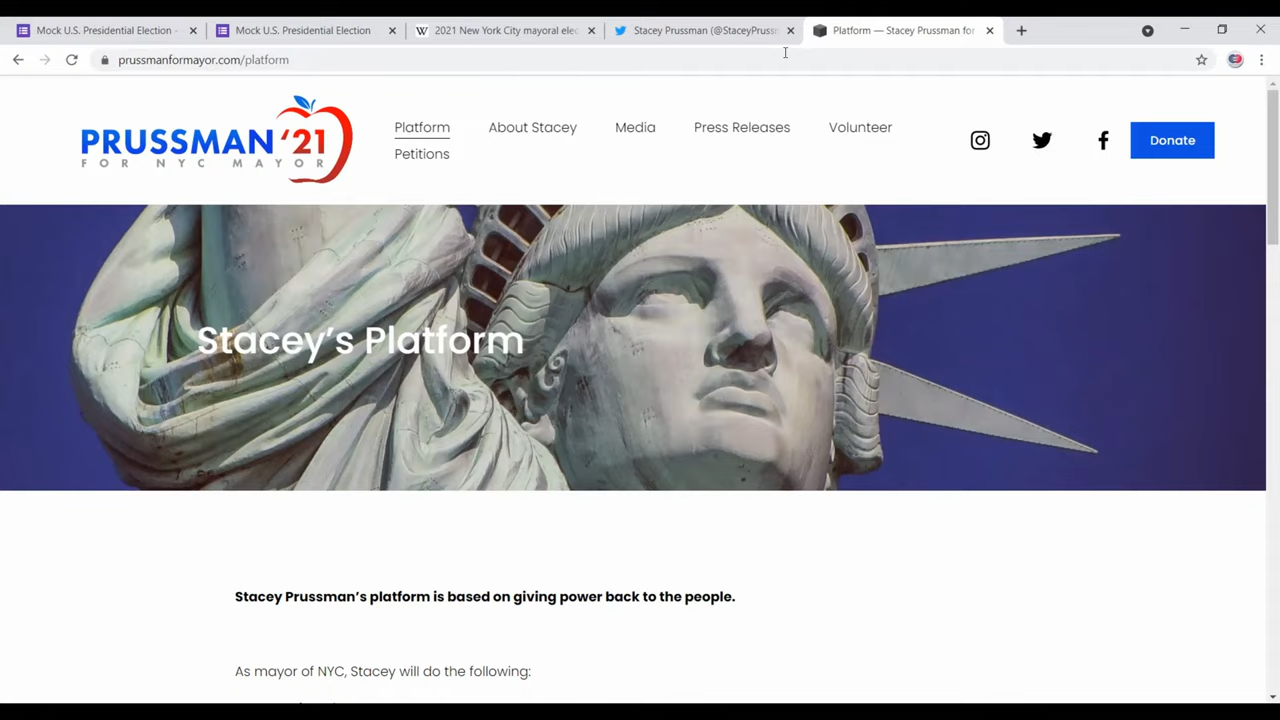 Mock U.S. Presidential Election -
Mock U.S. Presidential Election
2021 New York City mayoral elec
Stacey Prussman (@StaceyPruss
Platform — Stacey Prussman for
prussmanformayor.com/platform
PRUSSMAN '21
FOR NYC MAYOR
Platform
About Stacey
Media
Press Releases
Volunteer
Petitions
Donate
Stacey's Platform
Stacey Prussman's platform is based on giving power back to the people.
As mayor of NYC, Stacey will do the following: